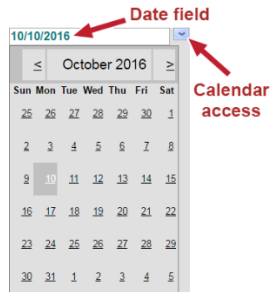 Date field
10/10/2016
< October 2016 >
Calendar access
Sun Mon Tue Wed Thu Fri Sat
25 26 27 28 29 30 1
2 3 4 5 6 7 8
9 10 11 12 13 14 15
16 17 18 19 20 21 22
23 24 25 26 27 28 29
30 31 1 2 3 4 5